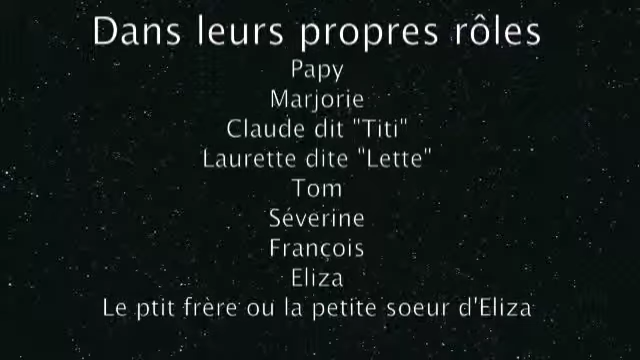 Dans leurs propres rôles
Papy
Marjorie
Claude dit "Titi"
Laurette dite "Lette"
Tom
Séverine
François
Eliza
Le ptit frère ou la petite soeur d'Eliza